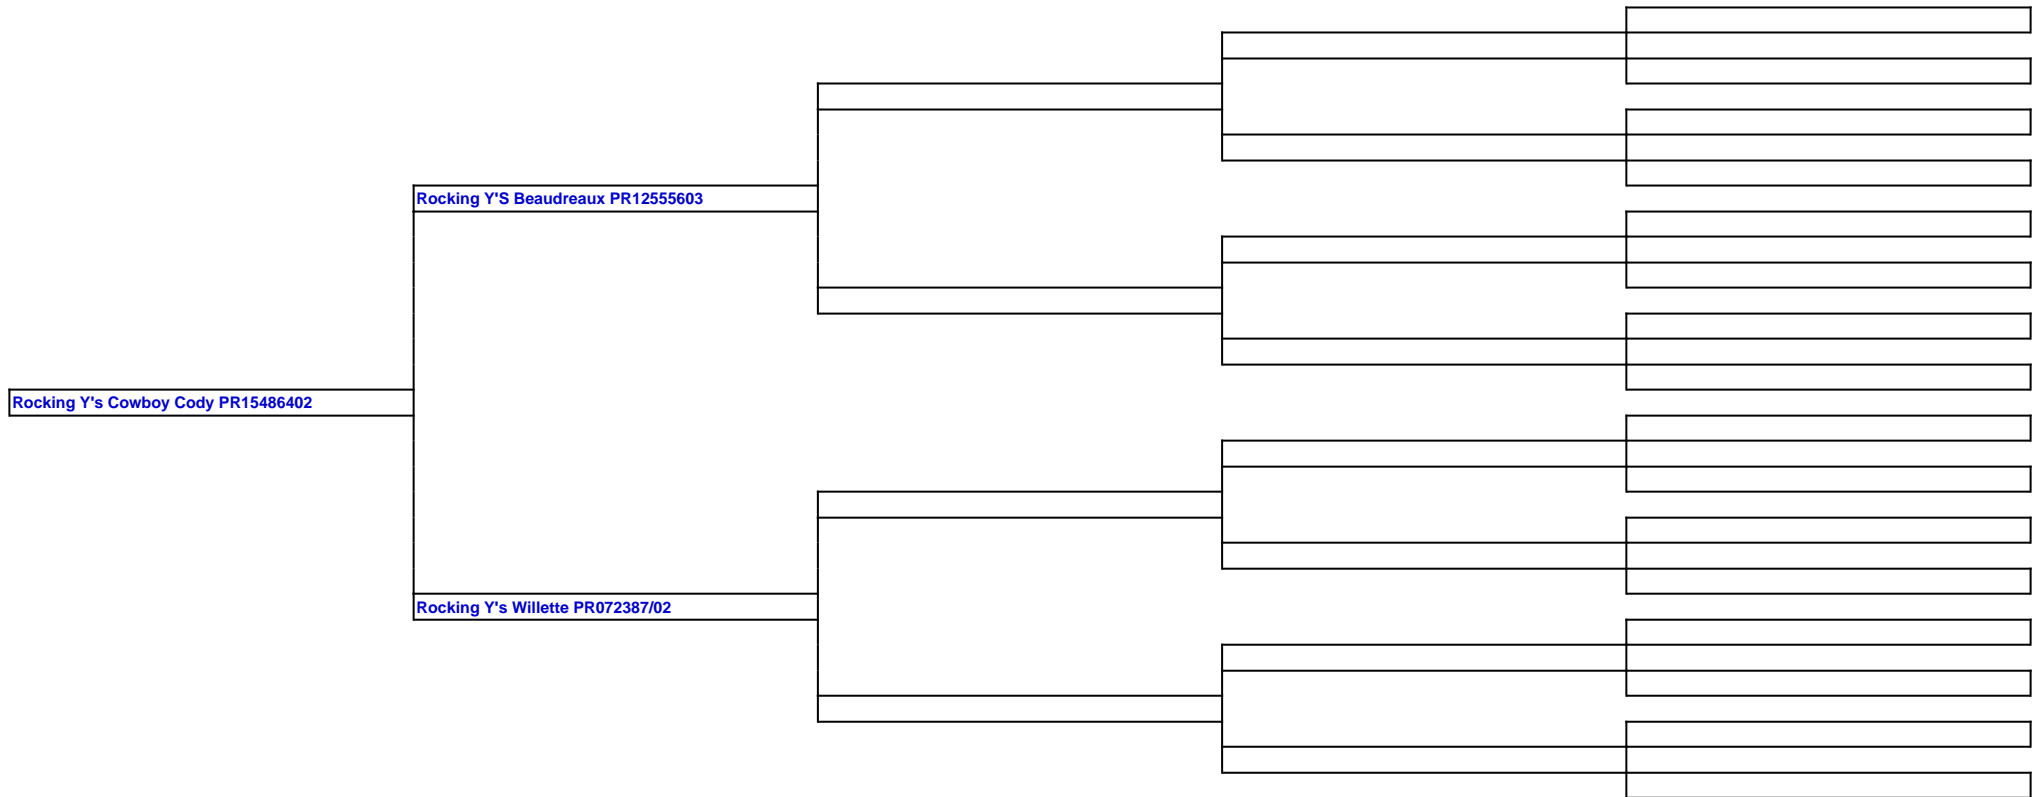 Rocking Y'S Beaudreaux PR12555603
Rocking Y's Cowboy Cody PR15486402
Rocking Y's Willette PR072387/02